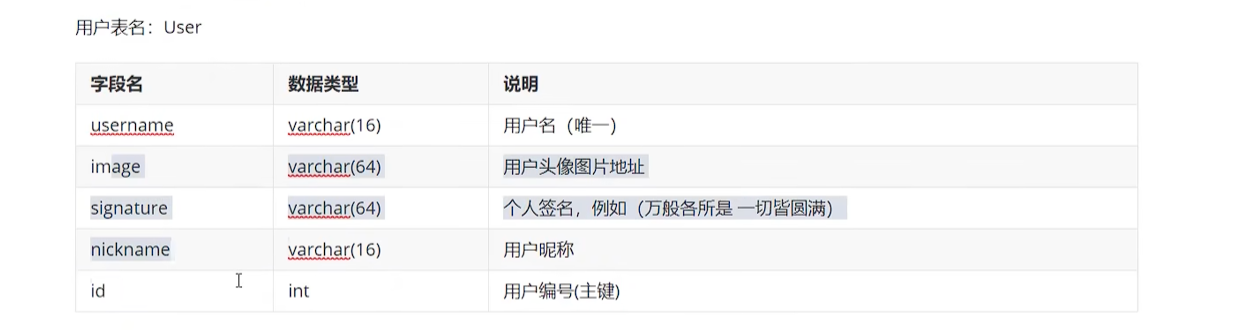 用户表名：User
字段名 数据类型 说明
username varchar(16) 用户名（唯一）
image varchar(64) 用户头像图片地址
signature varchar(64) 个人签名，例如（万般各所是 一切皆圆满）
nickname varchar(16) 用户昵称
id int 用户编号(主键)